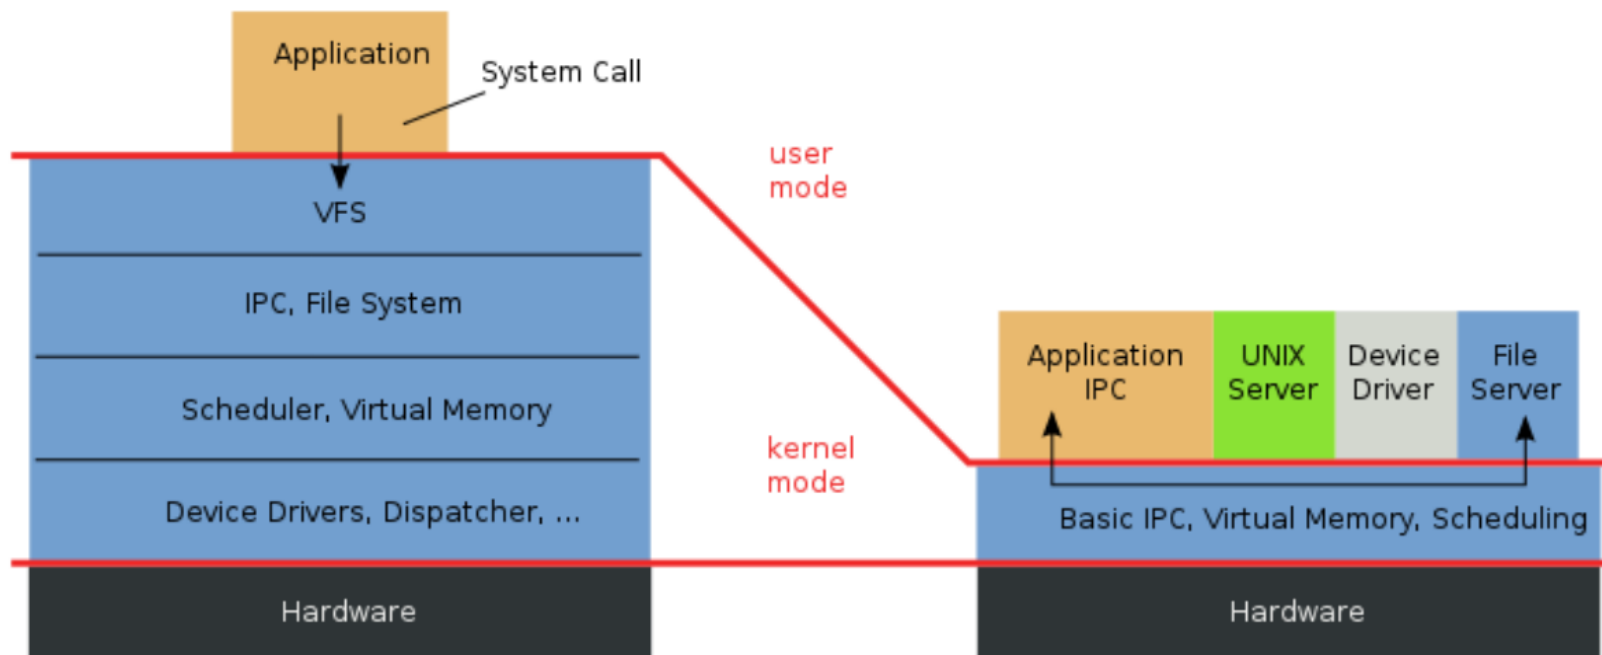 Application
System Call
VFS
IPC, File System
Scheduler, Virtual Memory
Device Drivers, Dispatcher, ...
Hardware
user
mode
kernel
mode
Application
IPC
UNIX
Server
Device
Driver
File
Server
Basic IPC, Virtual Memory, Scheduling
Hardware